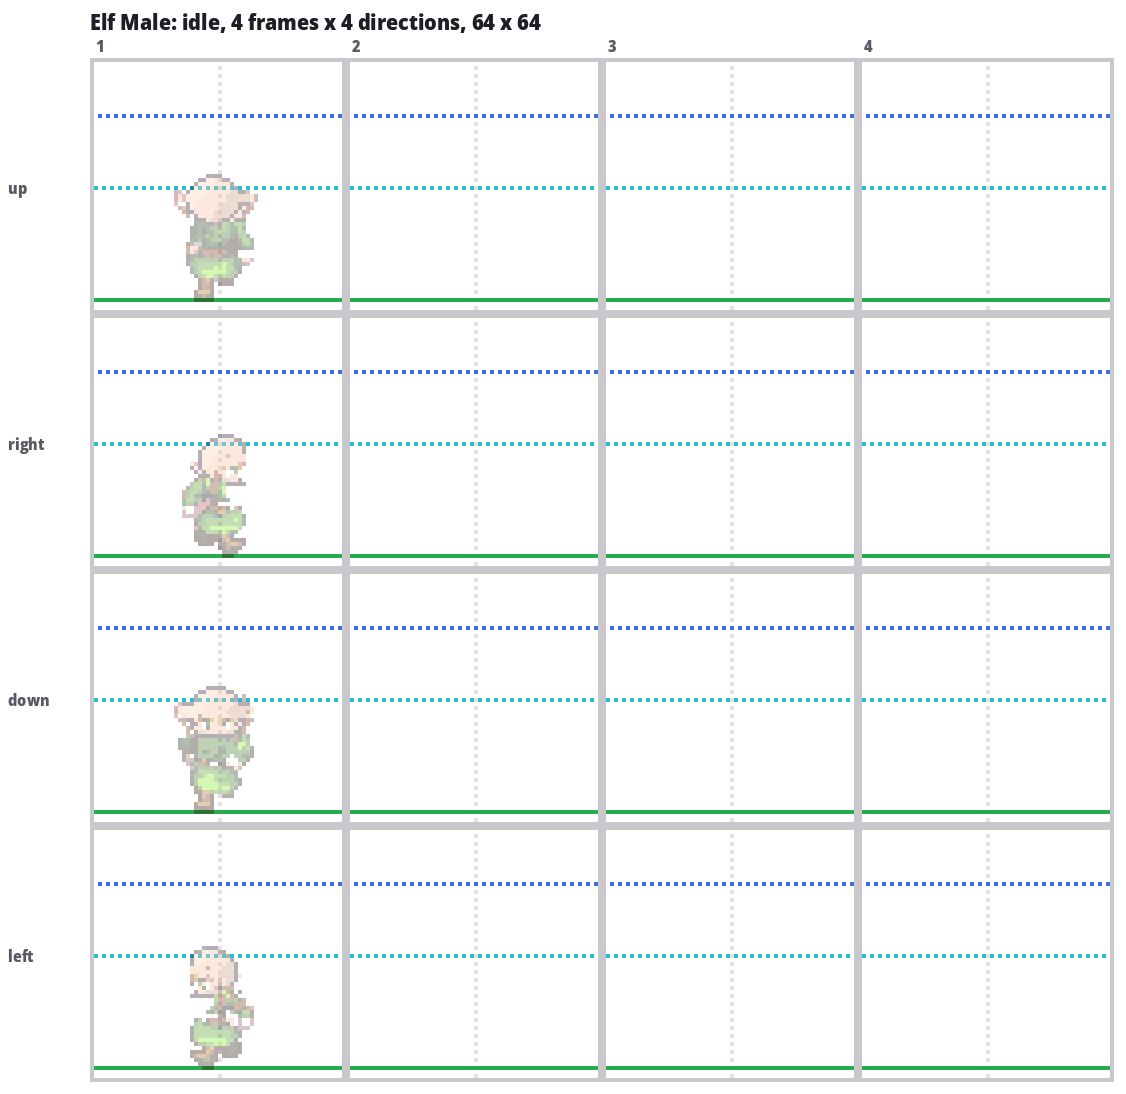 Elf Male: idle, 4 frames x 4 directions, 64 x 64
1 2 3 4
up
right
down
left